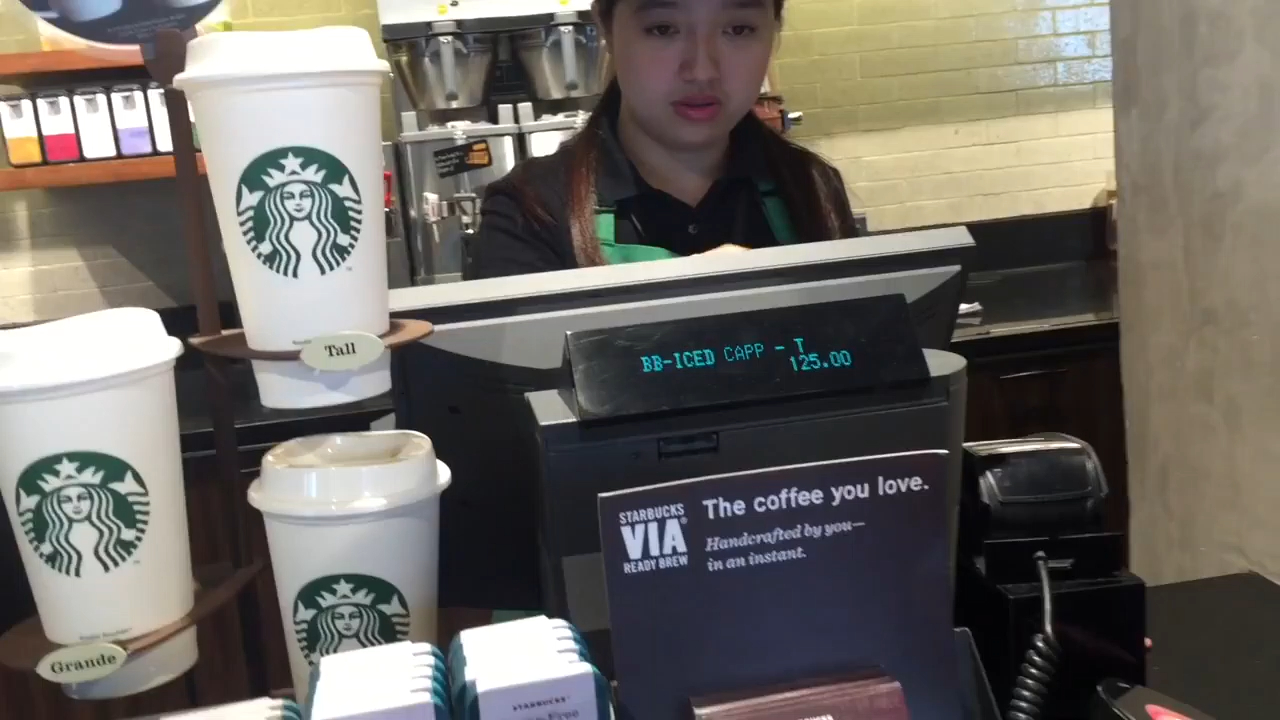 Tall
BB-ICED CAPP - T
125.00
STARBUCKS
VIA®
READY BREW
The coffee you love.
Handcrafted by you—
in an instant.
Grande
STARBUCKS